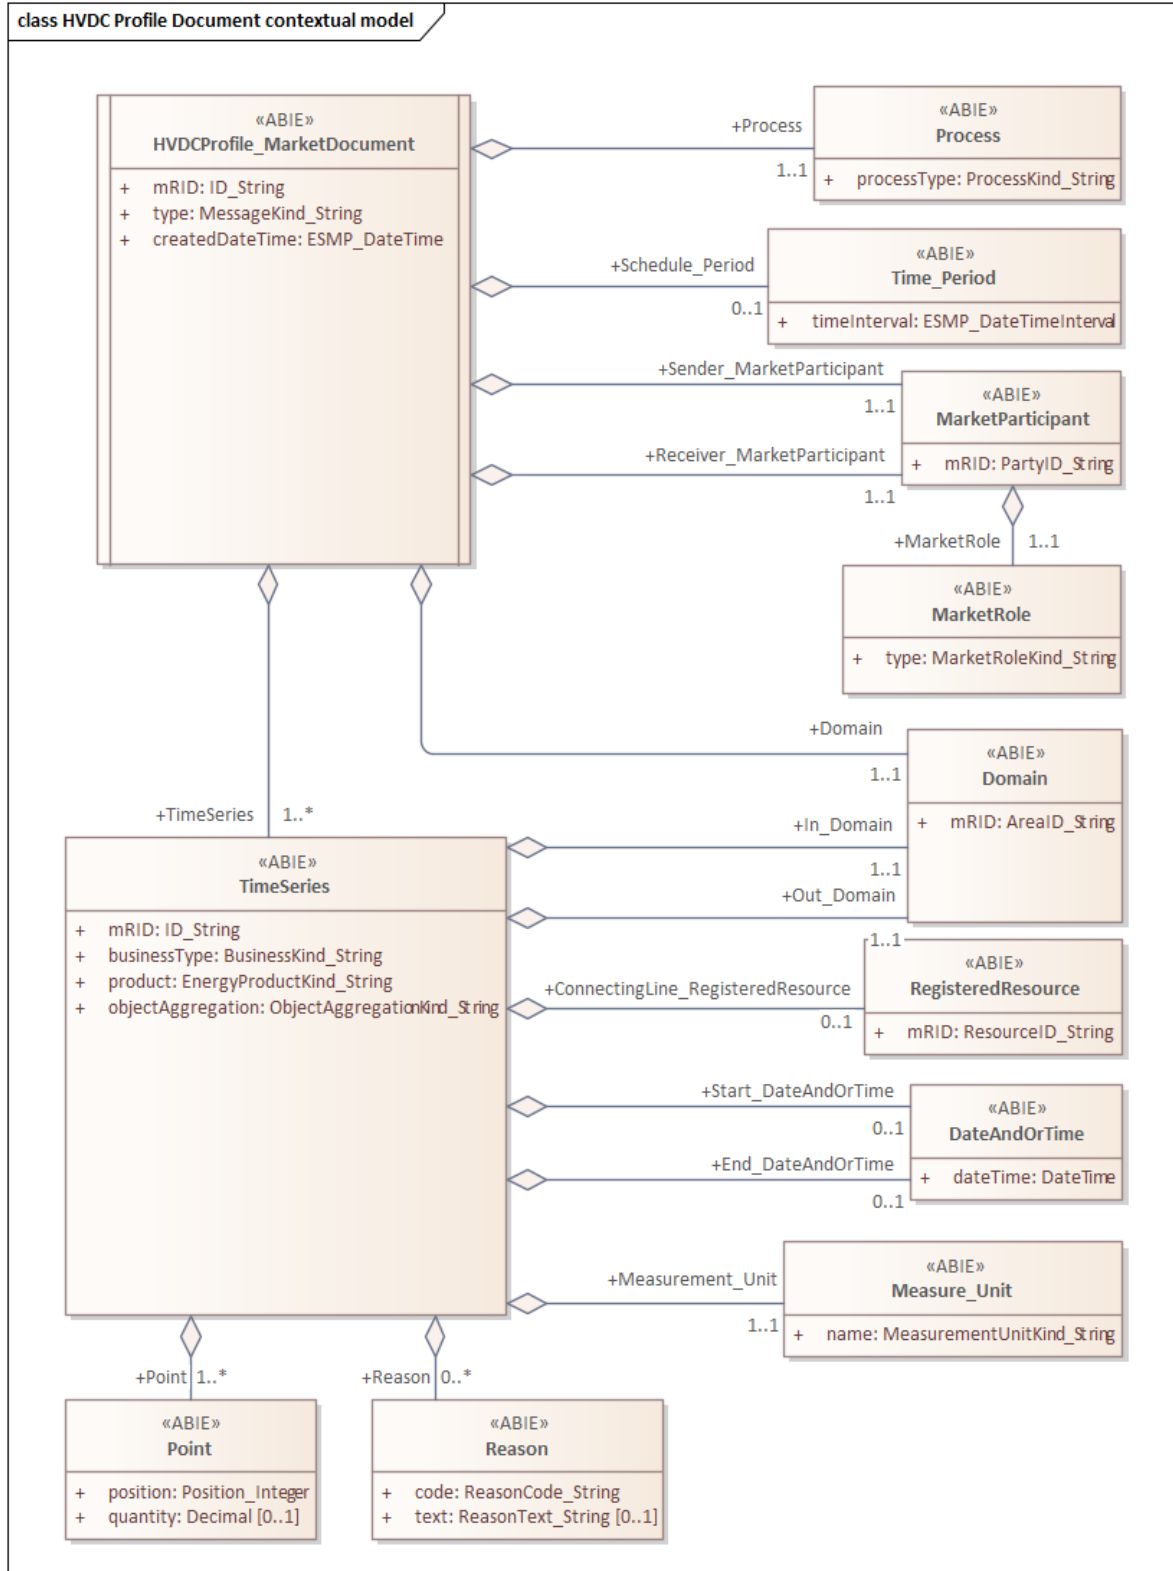 class HVDC Profile Document contextual model
«ABIE»
HVDCProfile_MarketDocument
+ mRID: ID_String
+ type: MessageKind_String
+ createdDateTime: ESMP_DateTime
+Process
1..1
«ABIE»
Process
+ processType: ProcessKind_String
+Schedule_Period
0..1
«ABIE»
Time_Period
+ timeInterval: ESMP_DateTimeInterval
+Sender_MarketParticipant
1..1
+Receiver_MarketParticipant
1..1
«ABIE»
MarketParticipant
+ mRID: PartyID_String
+MarketRole 1..1
«ABIE»
MarketRole
+ type: MarketRoleKind_String
+Domain
1..1
«ABIE»
Domain
+ mRID: AreaID_String
+TimeSeries 1..*
«ABIE»
TimeSeries
+ mRID: ID_String
+ businessType: BusinessKind_String
+ product: EnergyProductKind_String
+ objectAggregation: ObjectAggregationKind_String
+In_Domain
1..1
+Out_Domain
1..1
+ConnectingLine_RegisteredResource
0..1
«ABIE»
RegisteredResource
+ mRID: ResourceID_String
+Start_DateAndOrTime
0..1
+End_DateAndOrTime
0..1
«ABIE»
DateAndOrTime
+ dateTime: DateTime
+Measurement_Unit
1..1
«ABIE»
Measure_Unit
+ name: MeasurementUnitKind_String
+Point 1..*
«ABIE»
Point
+ position: Position_Integer
+ quantity: Decimal [0..1]
+Reason 0..*
«ABIE»
Reason
+ code: ReasonCode_String
+ text: ReasonText_String [0..1]